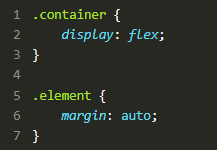 1 .container {
2     display: flex;
3 }
4
5 .element {
6     margin: auto;
7 }